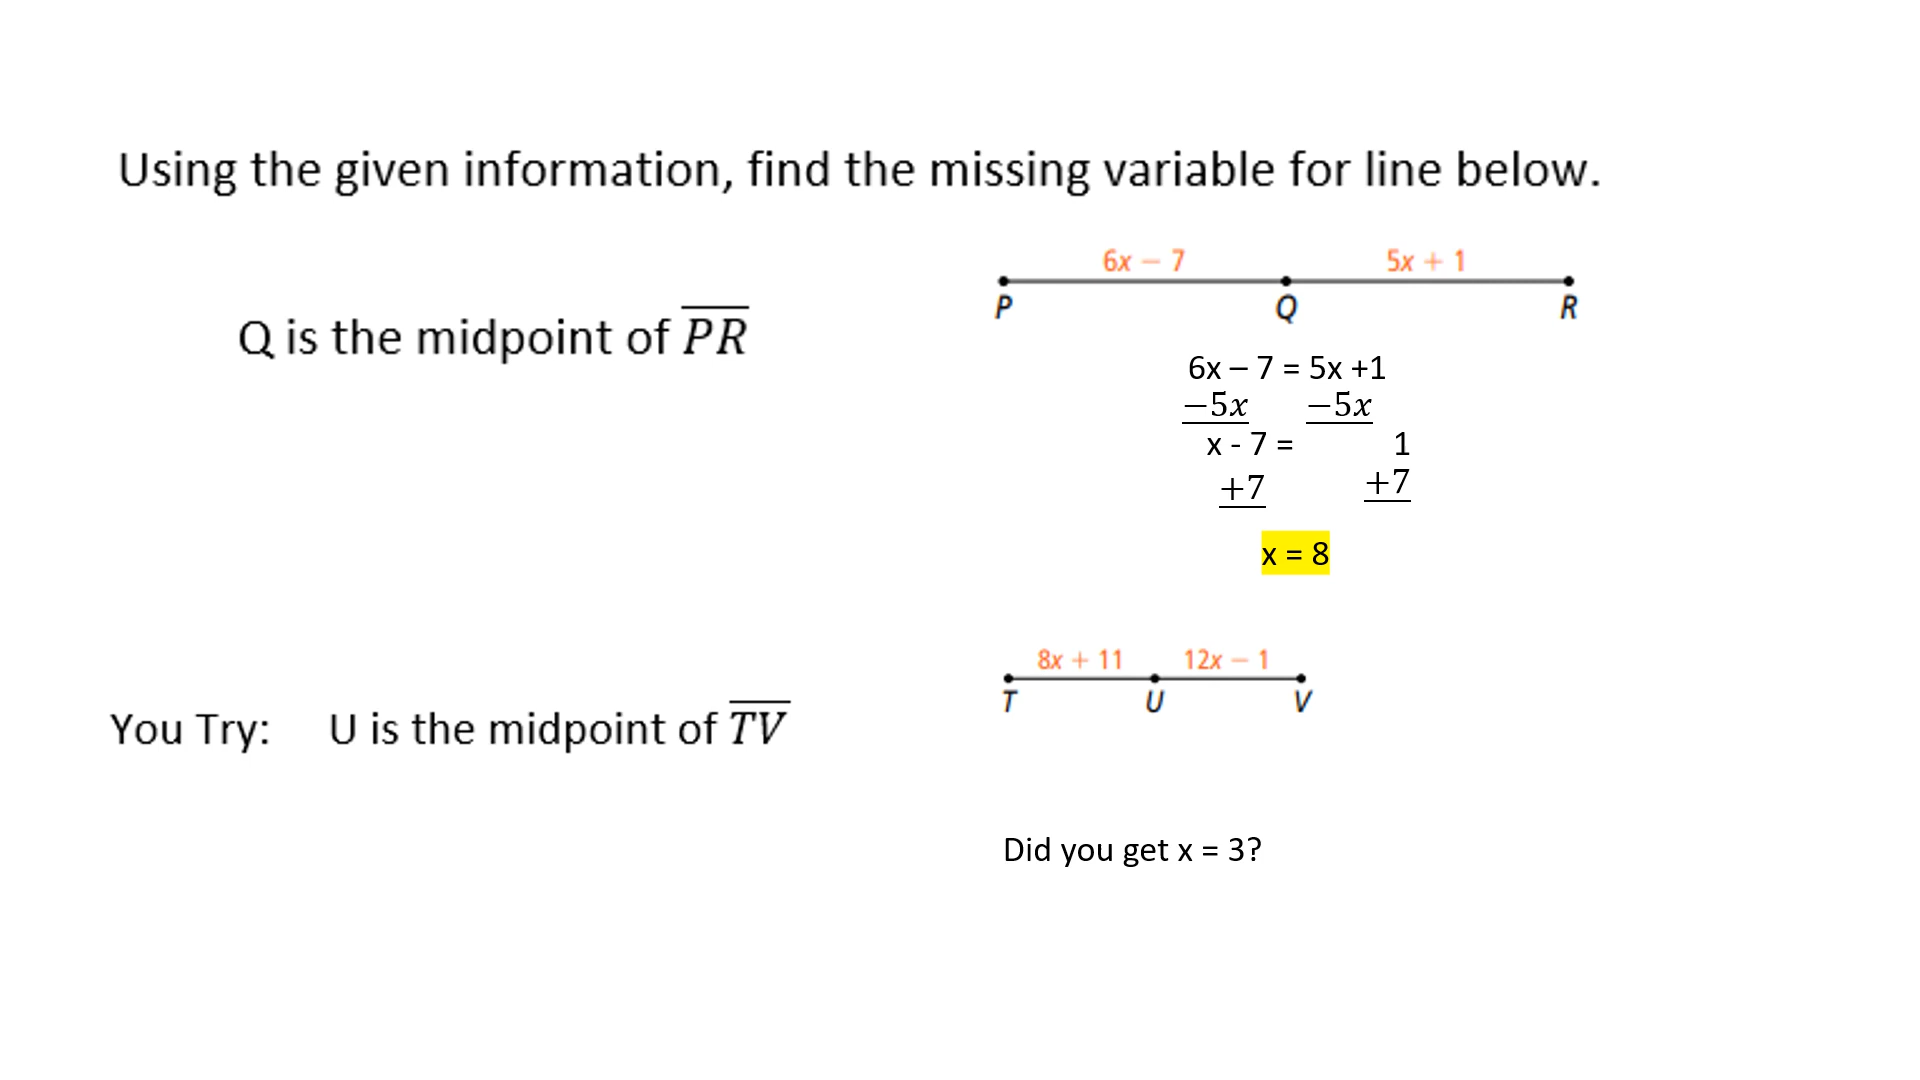 Using the given information, find the missing variable for line below.
6x − 7 5x + 1
P Q R
Q is the midpoint of P̅R̅
6x – 7 = 5x +1
−5x −5x
x - 7 = 1
+7 +7
x = 8
8x + 11 12x − 1
T U V
You Try: U is the midpoint of T̅V̅
Did you get x = 3?